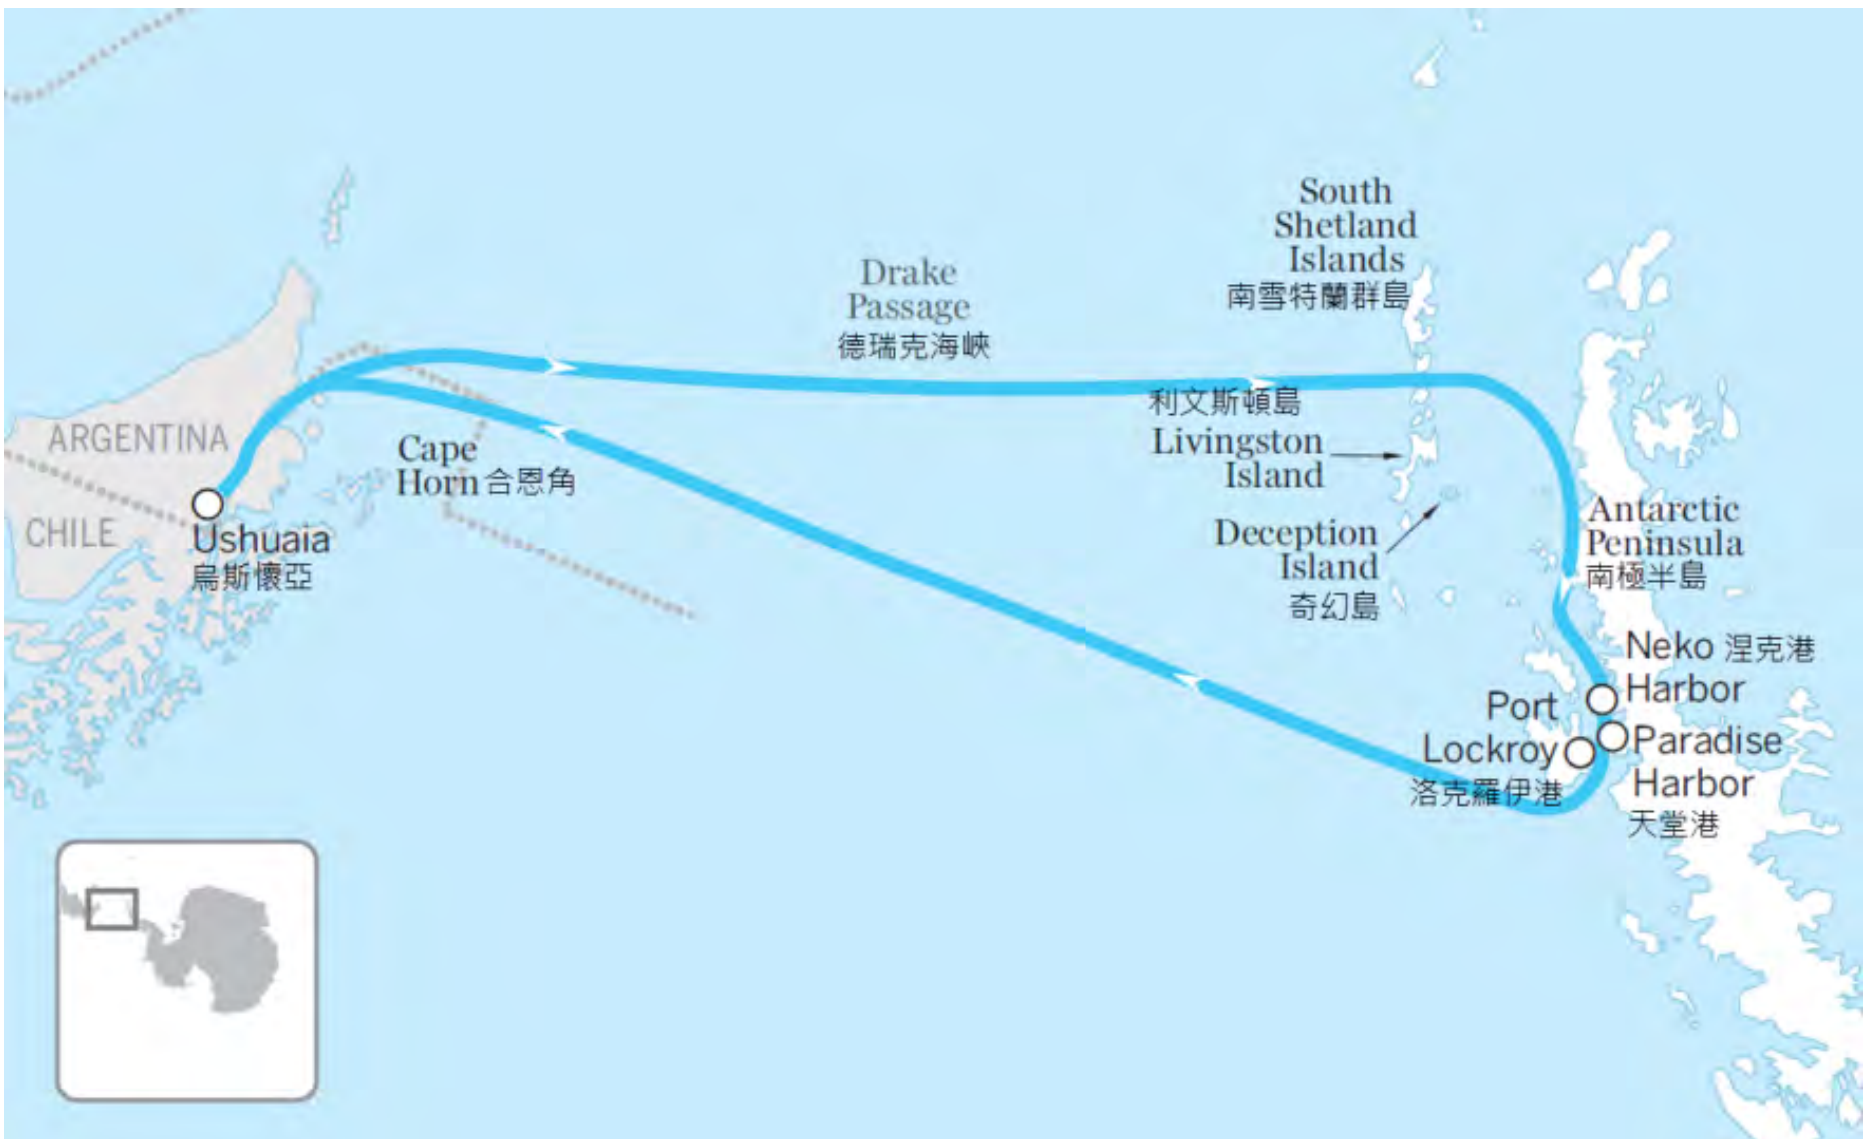 South
Shetland
Islands
南雪特蘭群島
Drake
Passage
德瑞克海峽
利文斯頓島
Livingston
Island
ARGENTINA
Cape
Horn 合恩角
CHILE
Ushuaia
烏斯懷亞
Deception
Island
奇幻島
Antarctic
Peninsula
南極半島
Neko 涅克港
Harbor
Port
Lockroy
洛克羅伊港
Paradise
Harbor
天堂港